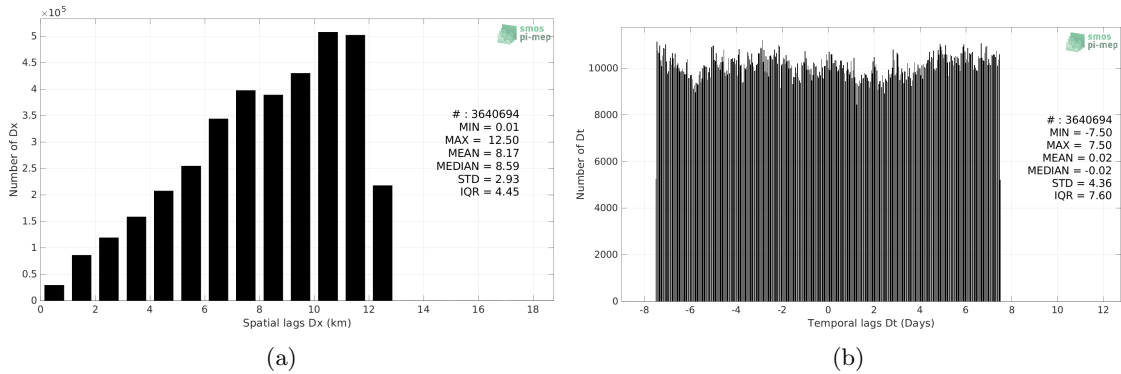 ×10⁵
5
4.5
4
3.5
3
2.5
2
1.5
1
0.5
0
Number of Dx
smos
pi-mep
# : 3640694
MIN = 0.01
MAX = 12.50
MEAN = 8.17
MEDIAN = 8.59
STD = 2.93
IQR = 4.45
0 2 4 6 8 10 12 14 16 18
Spatial lags Dx (km)
(a)
10000
8000
6000
4000
2000
0
Number of Dt
smos
pi-mep
# : 3640694
MIN = -7.50
MAX = 7.50
MEAN = 0.02
MEDIAN = -0.02
STD = 4.36
IQR = 7.60
-8 -6 -4 -2 0 2 4 6 8 10 12
Temporal lags Dt (Days)
(b)